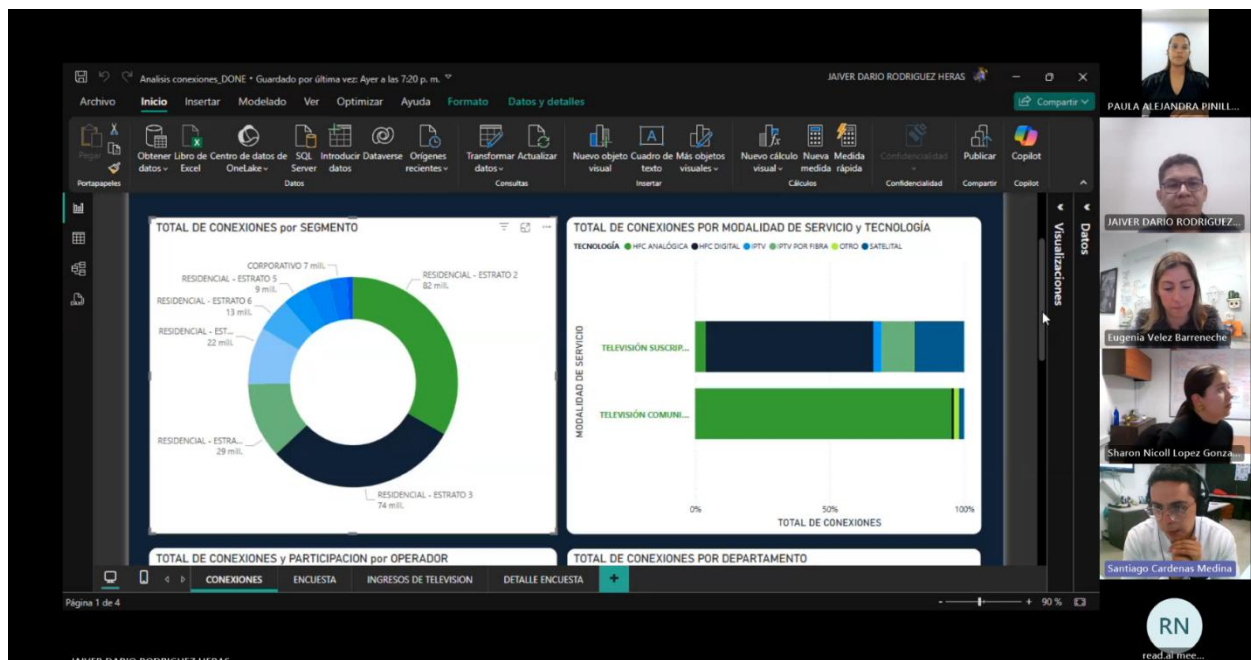 Analisis conexiones_DONE • Guardado por última vez: Ayer a las 7:20 p. m.
JAIVER DARIO RODRIGUEZ HERAS
Archivo Inicio Insertar Modelado Ver Optimizar Ayuda Formato Datos y detalles
Compartir
Pegar
Obtener datos
Libro de Excel
Centro de datos de OneLake
SQL Server
Introducir datos
Dataverse
Orígenes recientes
Transformar datos
Actualizar
Nuevo objeto visual
Cuadro de texto
Más objetos visuales
Nuevo cálculo visual
Nueva medida
Medida rápida
Confidencialidad
Publicar
Copilot
Portapapeles
Datos
Consultas
Insertar
Cálculos
Confidencialidad
Compartir
Copilot
TOTAL DE CONEXIONES por SEGMENTO
CORPORATIVO 7 mill.
RESIDENCIAL - ESTRATO 5
9 mill.
RESIDENCIAL - ESTRATO 6
13 mill.
RESIDENCIAL - EST...
22 mill.
RESIDENCIAL - ESTRA...
29 mill.
RESIDENCIAL - ESTRATO 2
82 mill.
RESIDENCIAL - ESTRATO 3
74 mill.
TOTAL DE CONEXIONES POR MODALIDAD DE SERVICIO y TECNOLOGÍA
TECNOLOGÍA HFC ANALÓGICA HFC DIGITAL IPTV IPTV POR FIBRA OTRO SATELITAL
MODALIDAD DE SERVICIO
TELEVISIÓN SUSCRIP...
TELEVISIÓN COMUNI...
0% 50% 100%
TOTAL DE CONEXIONES
Visualizaciones
Datos
TOTAL DE CONEXIONES y PARTICIPACION por OPERADOR
TOTAL DE CONEXIONES POR DEPARTAMENTO
CONEXIONES ENCUESTA INGRESOS DE TELEVISION DETALLE ENCUESTA
Página 1 de 4
90 %
JAIVER DARIO RODRIGUEZ HERAS
PAULA ALEJANDRA PINILL...
JAIVER DARIO RODRIGUEZ...
Eugenia Velez Barreneche
Sharon Nicoll Lopez Gonza...
Santiago Cardenas Medina
RN
read.ai mee...